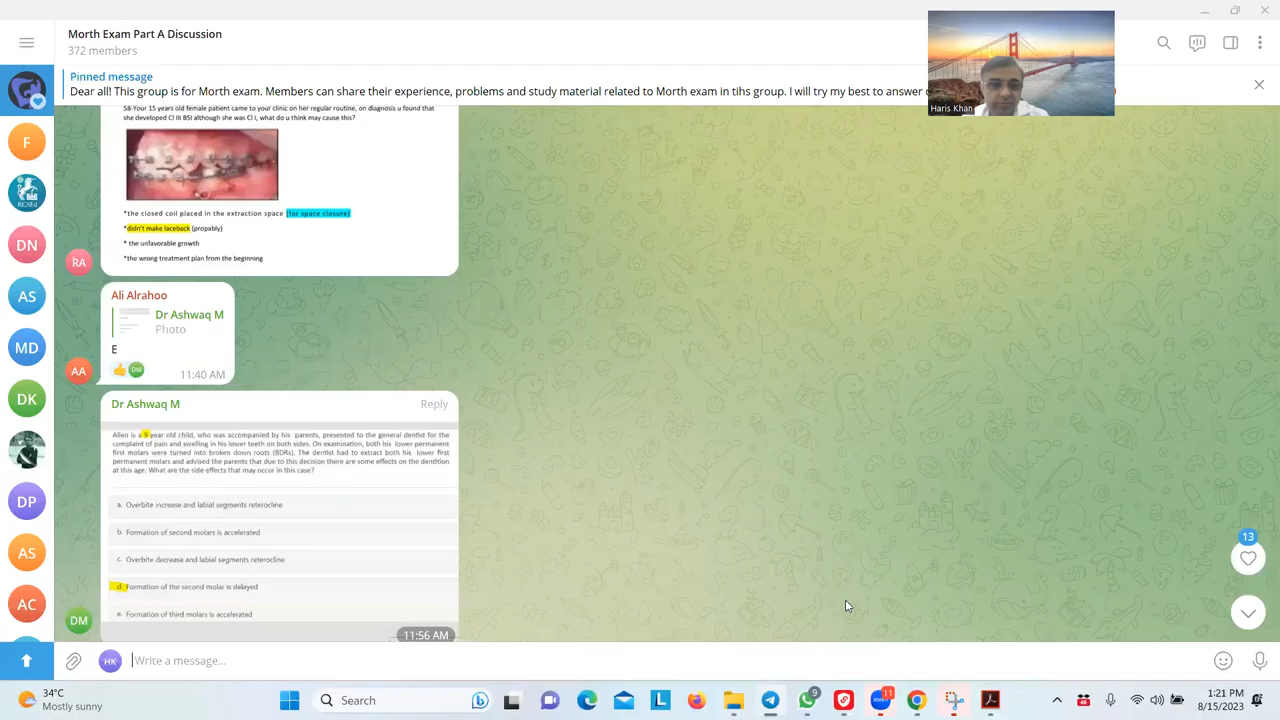 Morth Exam Part A Discussion
372 members
Pinned message
Dear all! This group is for Morth exam. Members can share their experience, problems and study material related to Morth exam in tihs group. I will try my best to answer
Haris Khan
58-Your 15 years old female patient came to your clinic on her regular routine, on diagnosis u found that
she developed Cl III BSI although she was Cl I, what do u think may cause this?
*the closed coil placed in the extraction space (for space closure)
*didn't make laceback (propably)
* the unfavorable growth
*the wrong treatment plan from the beginning
RA
Ali Alrahoo
Dr Ashwaq M
Photo
E
DM
11:40 AM
AA
Dr Ashwaq M
Reply
Allen is a 9 year old child, who was accompanied by his parents, presented to the general dentist for the
complaint of pain and swelling in his lower teeth on both sides. On examination, both his lower permanent
first molars were turned into broken down roots (BDRs). The dentist had to extract both his lower first
permanent molars and advised the parents that due to this decision there are some effects on the dentition
at this age. What are the side effects that may occur in this case?
a. Overbite increase and labial segments reterocline
b. Formation of second molars is accelerated
c. Overbite decrease and labial segments reterocline
d. Formation of the second molar is delayed
e. Formation of third molars is accelerated
DM
11:56 AM
F
RCSEd
DN
AS
MD
DK
DP
AS
AC
13
HK
Write a message...
34°C
Mostly sunny
Search
L
9
zoom
11
1:21 PM
8/15/2023